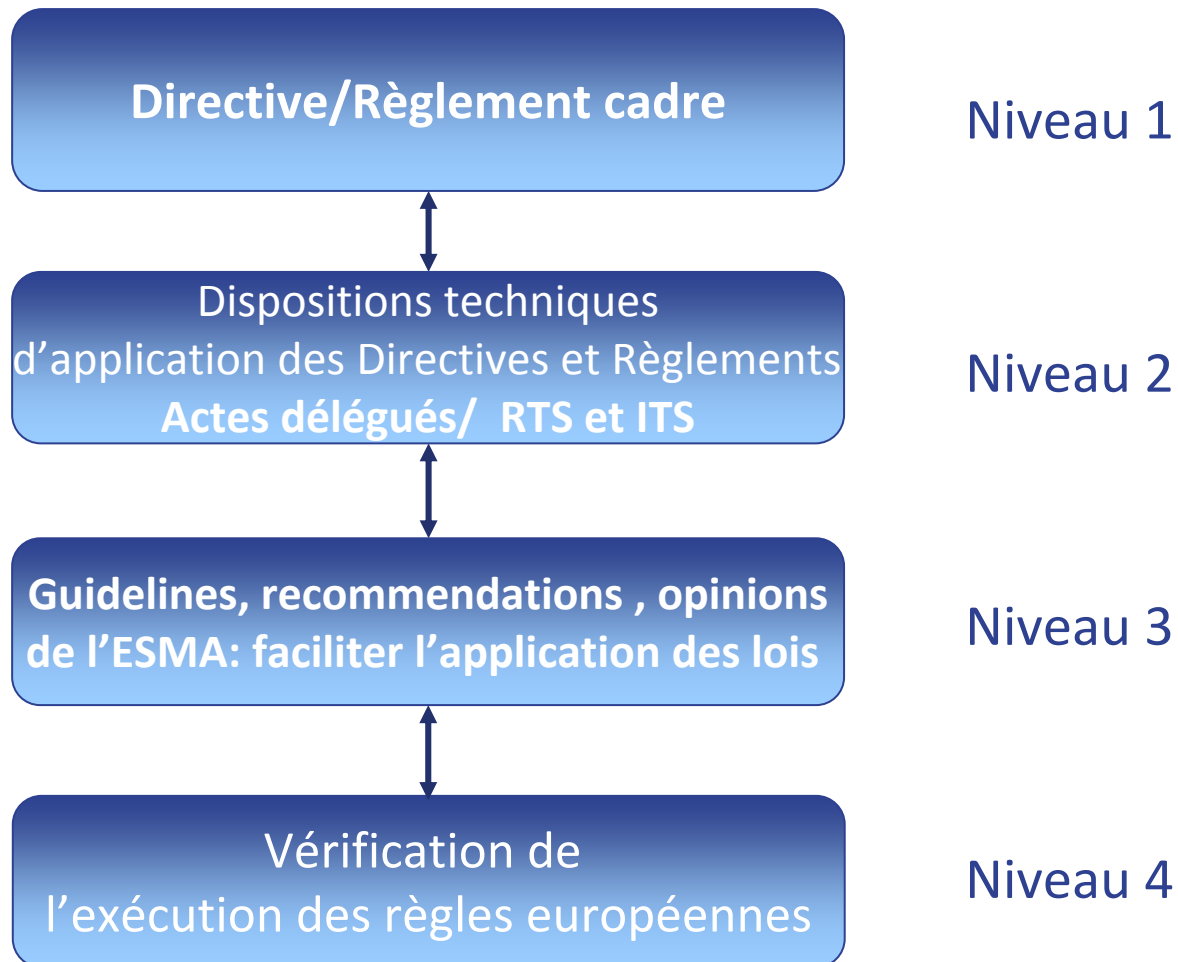 Directive/Règlement cadre
Niveau 1
Dispositions techniques
d’application des Directives et Règlements
Actes délégués/ RTS et ITS
Niveau 2
Guidelines, recommendations , opinions
de l’ESMA: faciliter l’application des lois
Niveau 3
Vérification de
l’exécution des règles européennes
Niveau 4